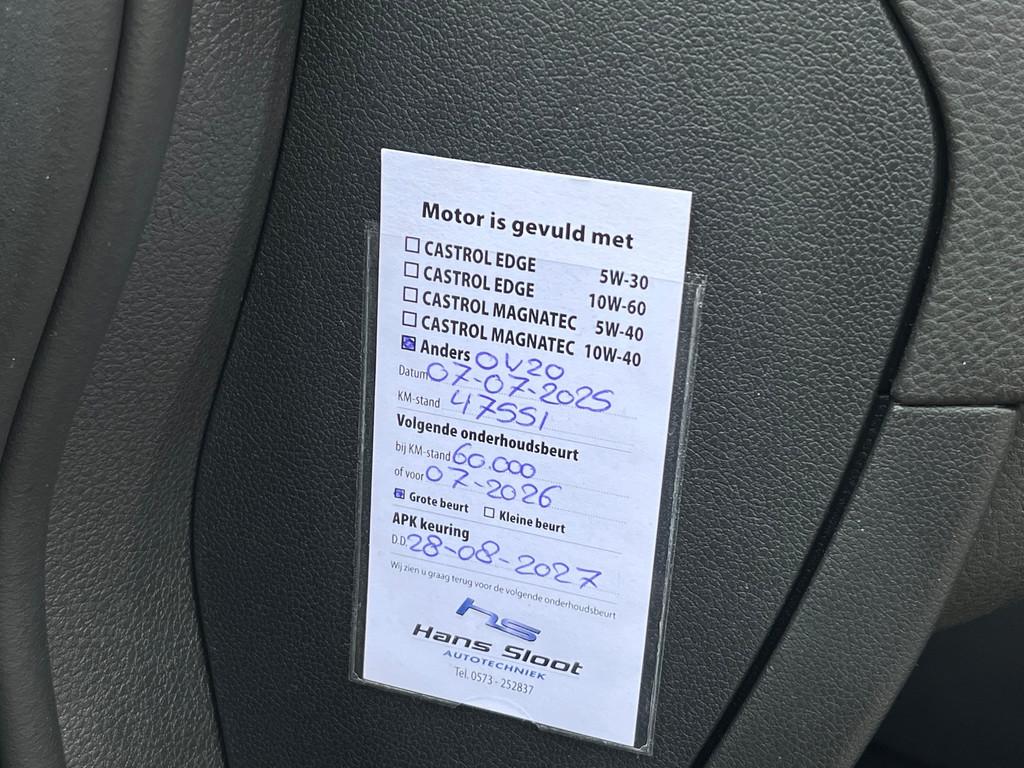 Motor is gevuld met
CASTROL EDGE 5W-30
CASTROL EDGE 10W-60
CASTROL MAGNATEC 5W-40
CASTROL MAGNATEC 10W-40
Anders 0W20
Datum 07-07-2025
KM-stand 47551
Volgende onderhoudsbeurt
bij KM-stand 60.000
of voor 07-2026
Grote beurt Kleine beurt
APK keuring
D.D. 28-08-2027
Wij zien u graag terug voor de volgende onderhoudsbeurt
hs
Hans Sloot
AUTOTECHNIEK
Tel. 0573 - 252837